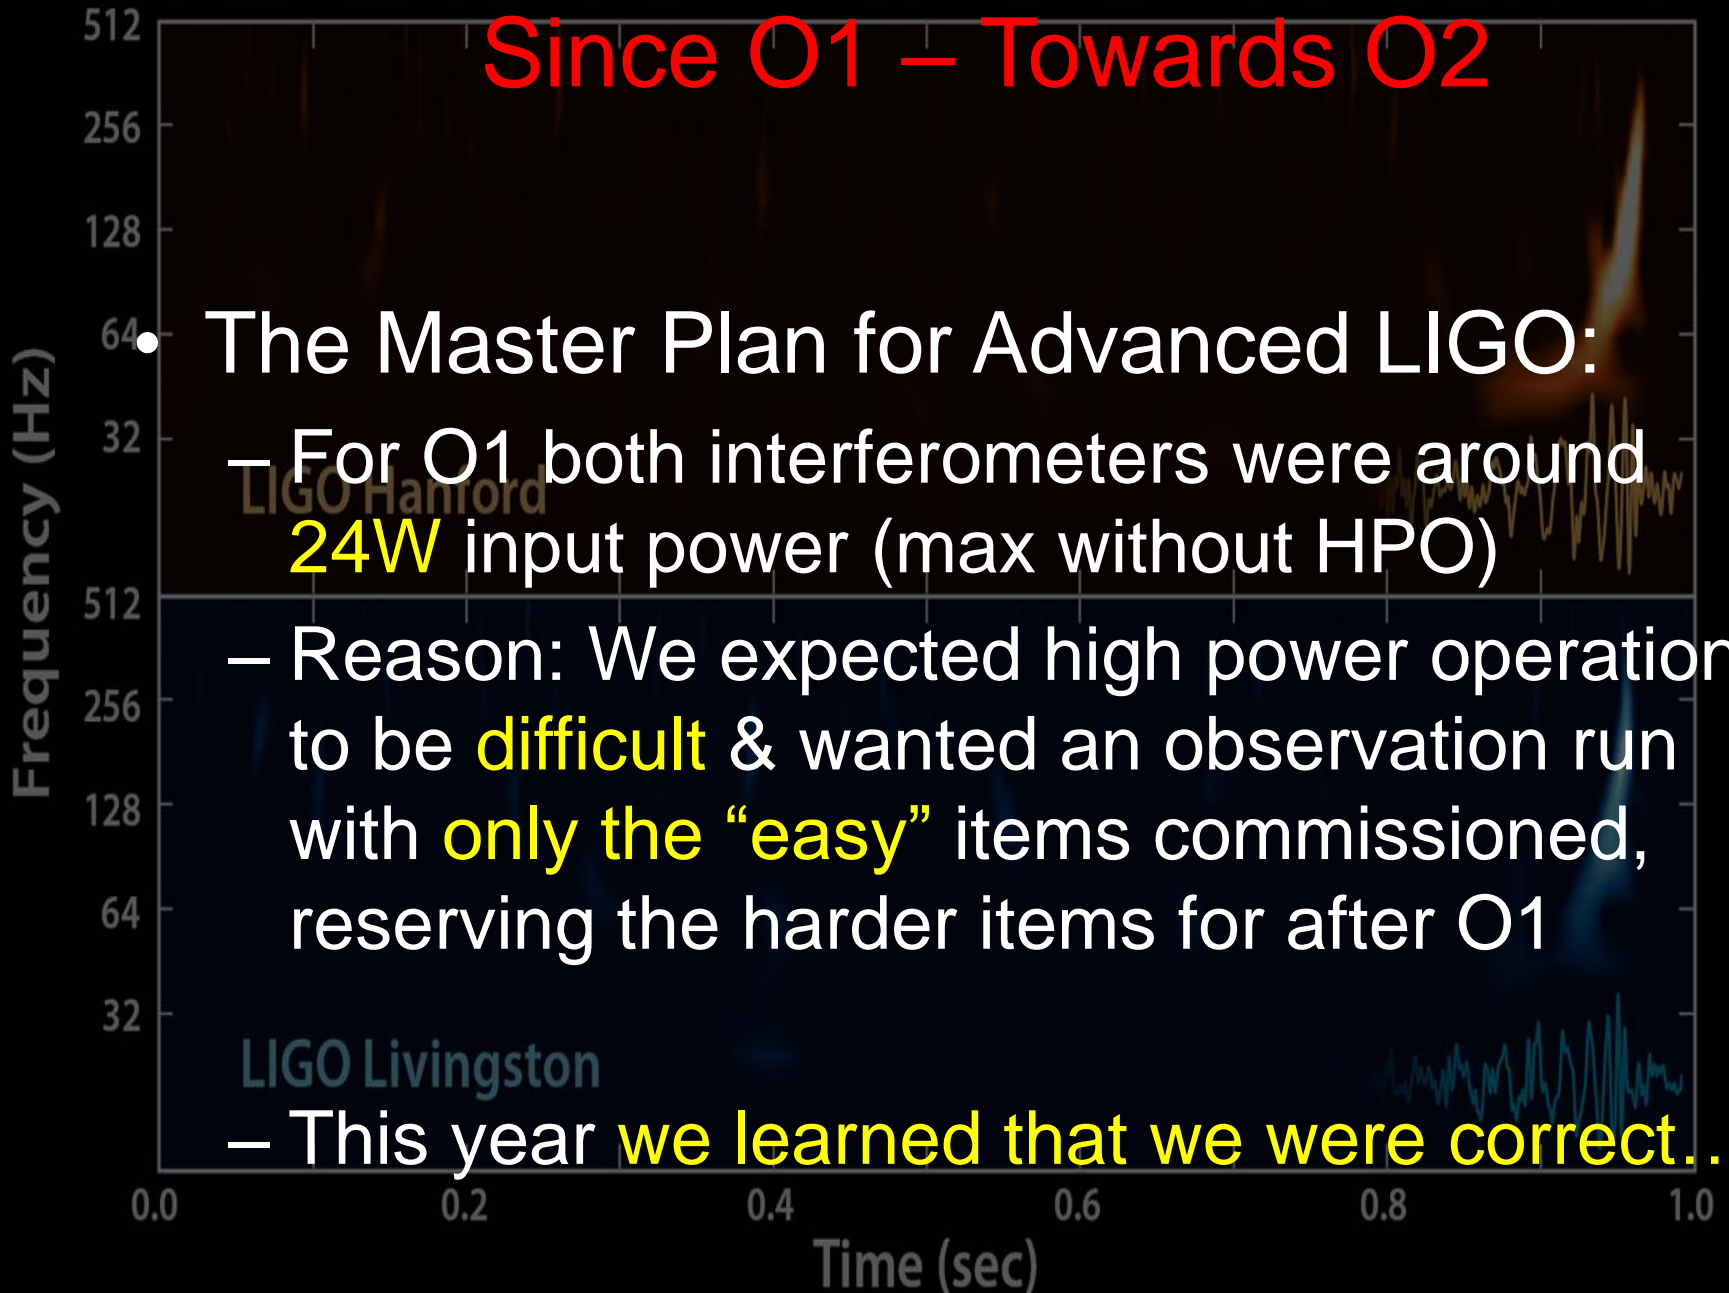 Since O1 – Towards O2
• The Master Plan for Advanced LIGO:
– For O1 both interferometers were around
24W input power (max without HPO)
– Reason: We expected high power operation
to be difficult & wanted an observation run
with only the “easy” items commissioned,
reserving the harder items for after O1
– This year we learned that we were correct..
Frequency (Hz)
512
256
128
64
32
LIGO Hanford
512
256
128
64
32
LIGO Livingston
0.0 0.2 0.4 0.6 0.8 1.0
Time (sec)